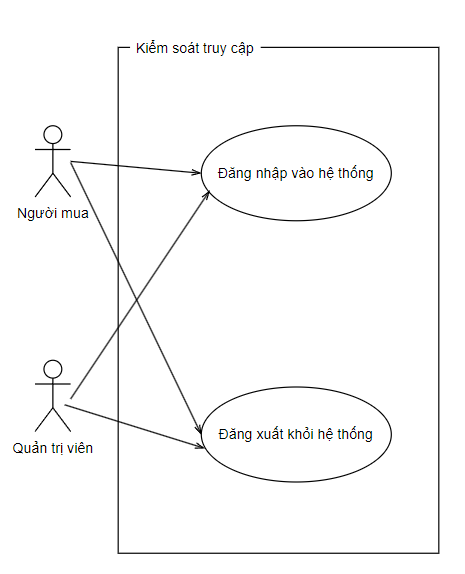 Kiểm soát truy cập
Đăng nhập vào hệ thống
Người mua
Đăng xuất khỏi hệ thống
Quản trị viên